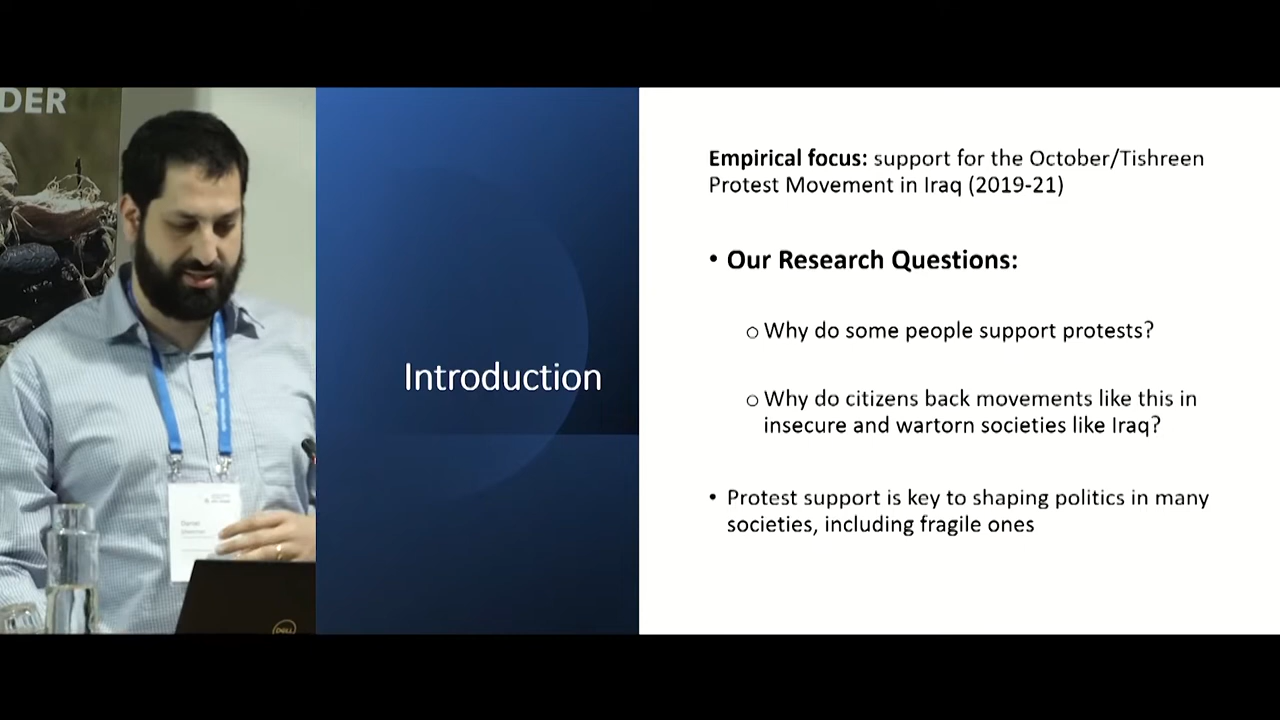 DER
Introduction
Empirical focus: support for the October/Tishreen
Protest Movement in Iraq (2019-21)
• Our Research Questions:
o Why do some people support protests?
o Why do citizens back movements like this in
insecure and wartorn societies like Iraq?
• Protest support is key to shaping politics in many
societies, including fragile ones
DELL